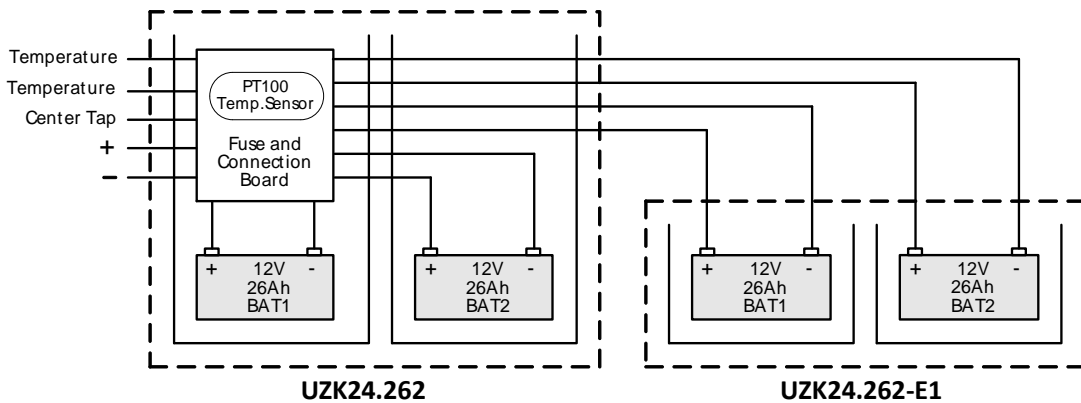 Temperature
Temperature
Center Tap
+
−
PT100
Temp.Sensor
Fuse and
Connection
Board
+ 12V -
26Ah
BAT1
+ 12V -
26Ah
BAT2
UZK24.262
+ 12V -
26Ah
BAT1
+ 12V -
26Ah
BAT2
UZK24.262-E1